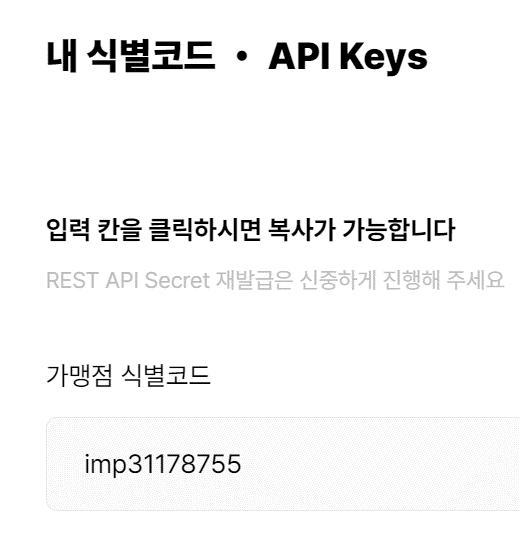 내 식별코드 • API Keys
입력 칸을 클릭하시면 복사가 가능합니다
REST API Secret 재발급은 신중하게 진행해 주세요
가맹점 식별코드
imp31178755